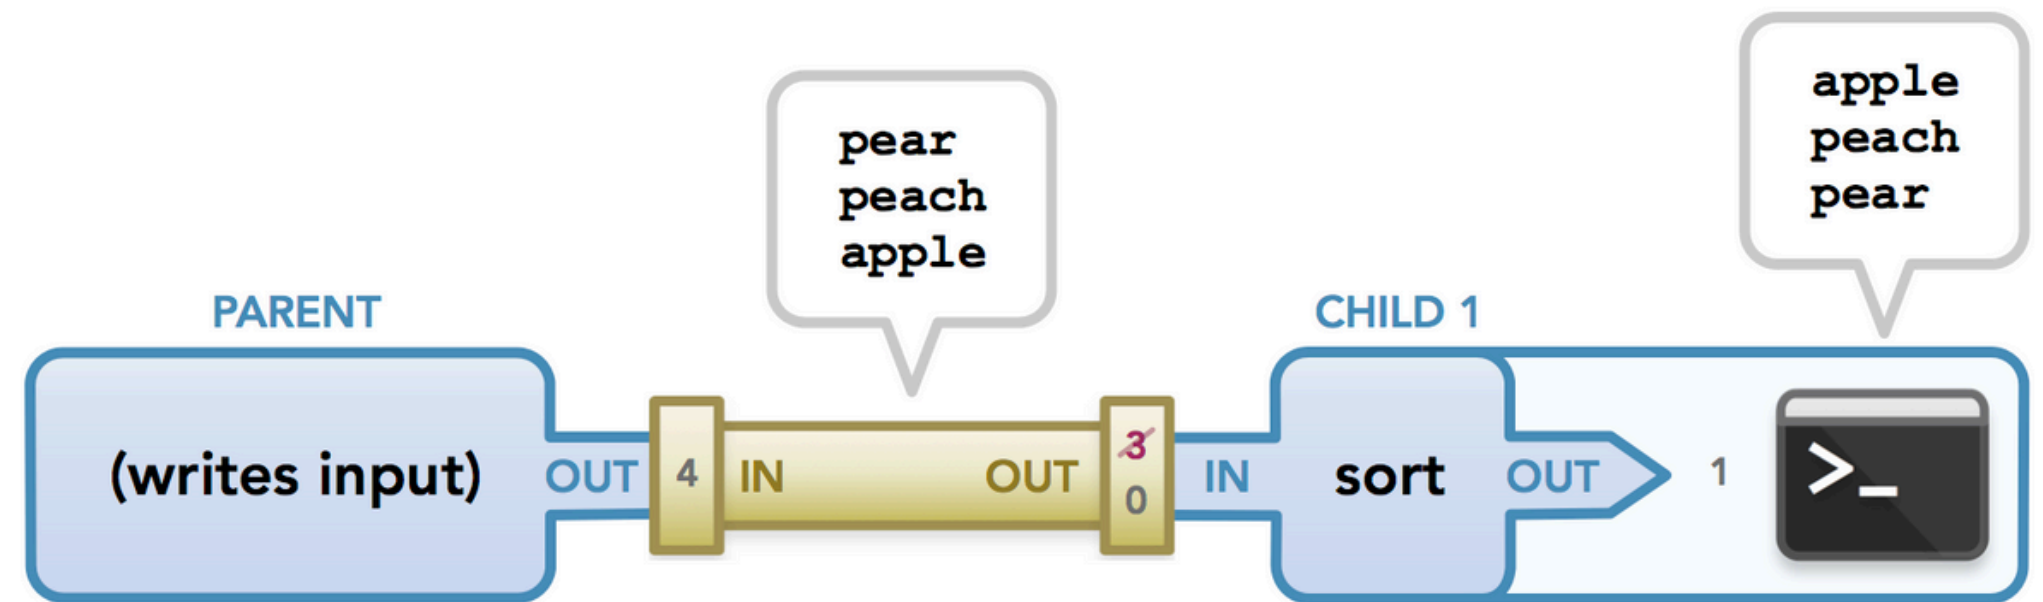 apple
peach
pear
pear
peach
apple
PARENT
CHILD 1
(writes input)
OUT
4
IN
OUT
3
0
IN
sort
OUT
1
>_